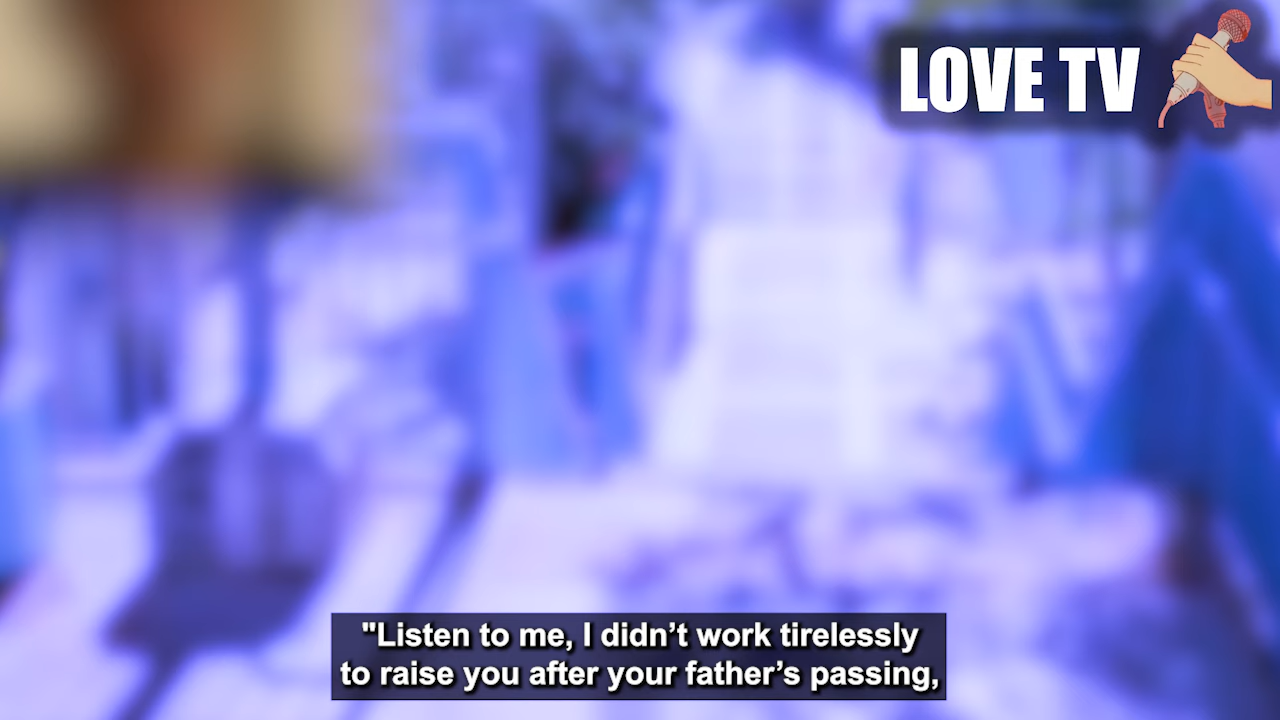 LOVE TV
"Listen to me, I didn’t work tirelessly
to raise you after your father’s passing,